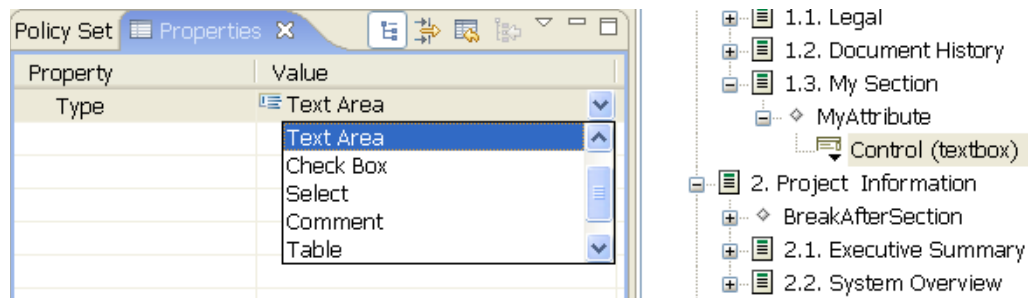 Policy Set Properties
Property Value
Type Text Area
Text Area
Check Box
Select
Comment
Table
1.1. Legal
1.2. Document History
1.3. My Section
MyAttribute
Control (textbox)
2. Project Information
BreakAfterSection
2.1. Executive Summary
2.2. System Overview